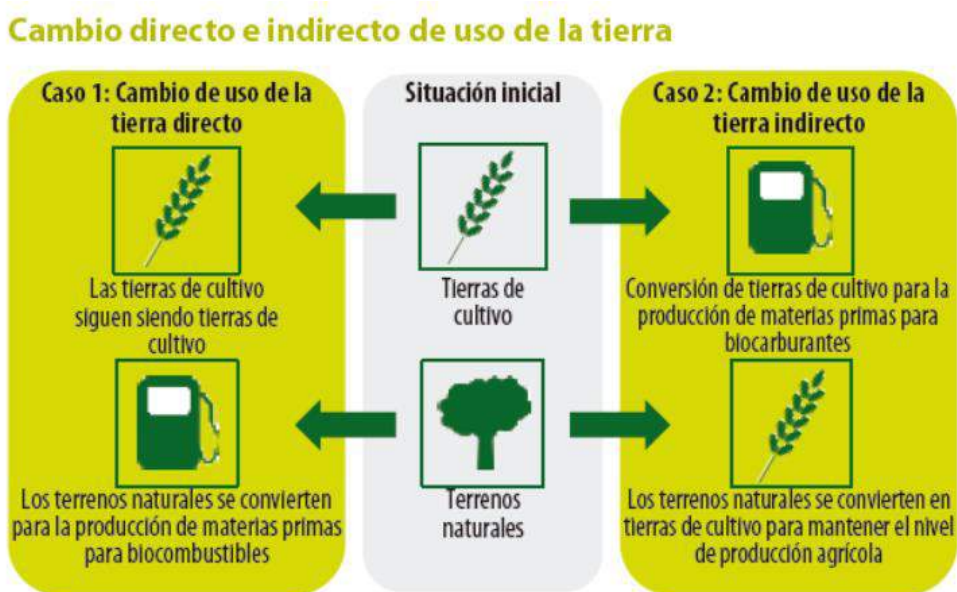 Cambio directo e indirecto de uso de la tierra
Caso 1: Cambio de uso de la
tierra directo
Las tierras de cultivo
siguen siendo tierras de
cultivo
Los terrenos naturales se convierten
para la producción de materias primas
para biocombustibles
Situación inicial
Tierras de
cultivo
Terrenos
naturales
Caso 2: Cambio de uso de la
tierra indirecto
Conversión de tierras de cultivo para la
producción de materias primas para
biocarburantes
Los terrenos naturales se convierten en
tierras de cultivo para mantener el nivel
de producción agrícola